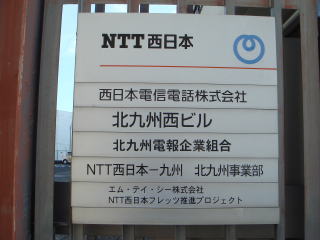 NTT西日本
西日本電信電話株式会社
北九州西ビル
北九州電報企業組合
NTT西日本－九州　北九州事業部
エム・テイ・シー株式会社
NTT西日本フレッツ推進プロジェクト